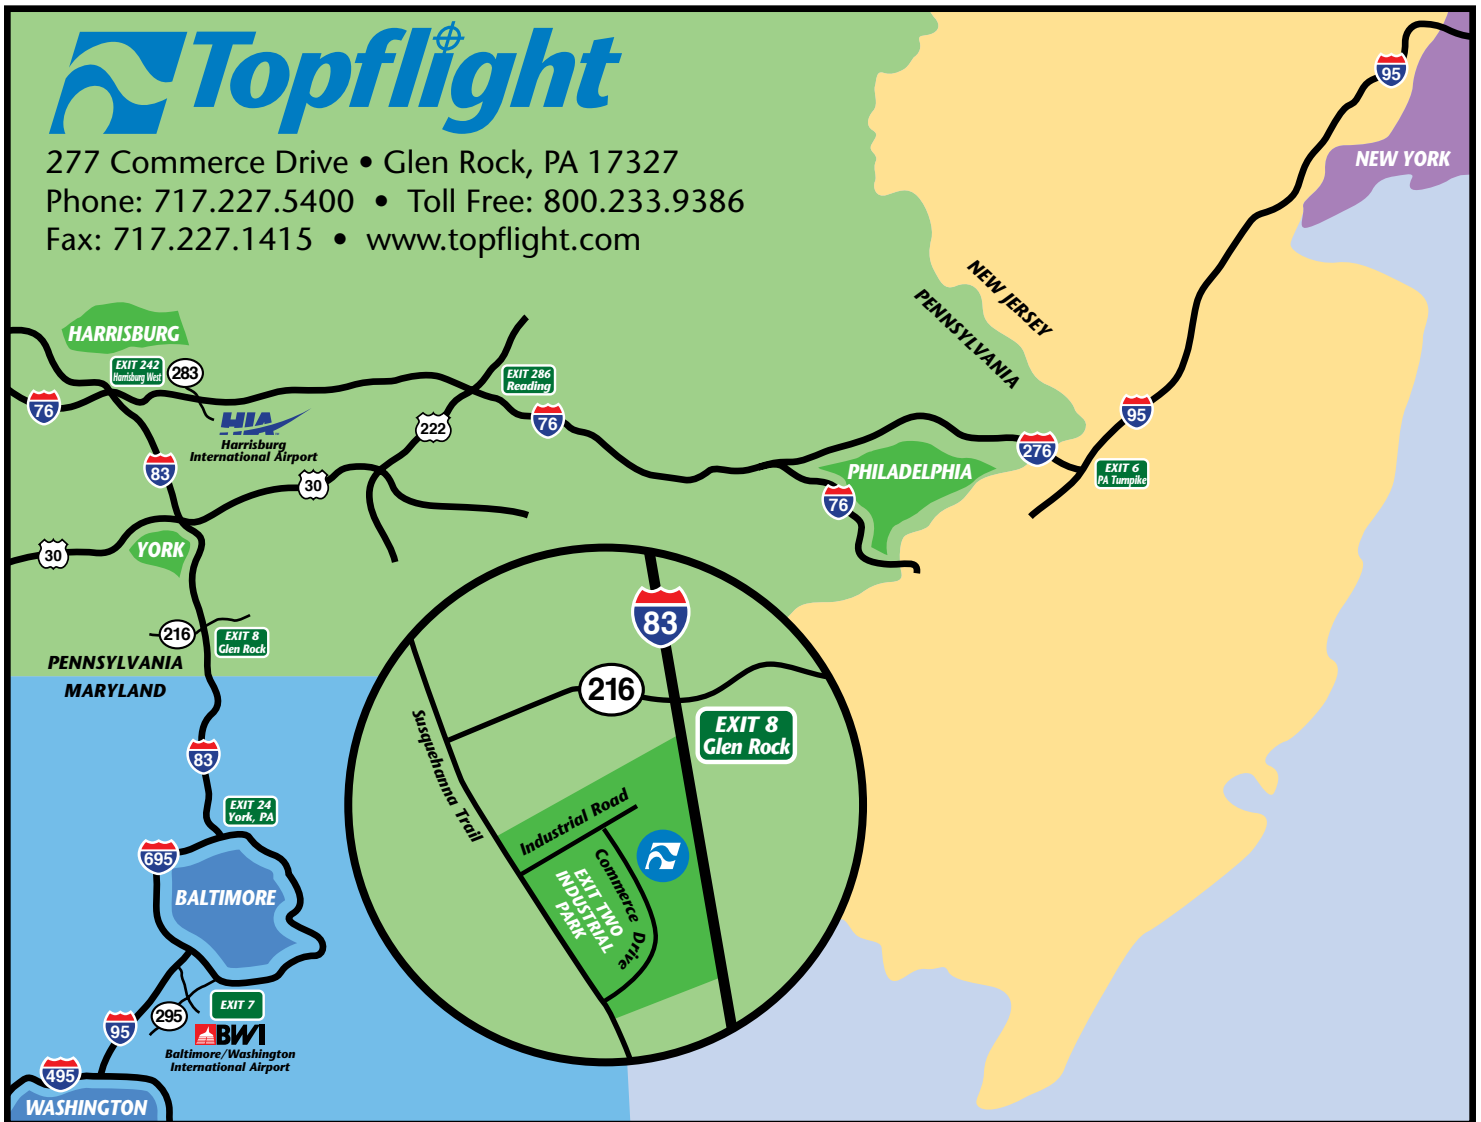 Topflight
277 Commerce Drive • Glen Rock, PA 17327
Phone: 717.227.5400 • Toll Free: 800.233.9386
Fax: 717.227.1415 • www.topflight.com
95
NEW YORK
NEW JERSEY
PENNSYLVANIA
HARRISBURG
EXIT 242
Harrisburg West
283
76
HIA
Harrisburg
International Airport
EXIT 286
Reading
222
76
83
30
95
276
EXIT 6
PA Turnpike
PHILADELPHIA
76
30
YORK
216
EXIT 8
Glen Rock
PENNSYLVANIA
MARYLAND
83
EXIT 24
York, PA
695
BALTIMORE
EXIT 7
295
95
BWI
Baltimore/Washington
International Airport
495
WASHINGTON
83
216
EXIT 8
Glen Rock
Susquehanna Trail
Industrial Road
Commerce Drive
EXIT TWO
INDUSTRIAL
PARK